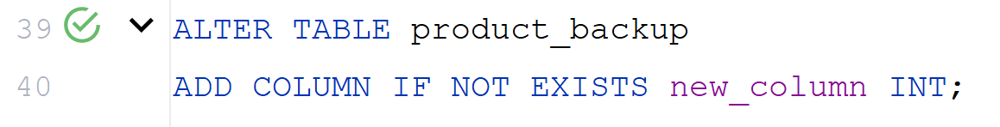 39 ALTER TABLE product_backup
40 ADD COLUMN IF NOT EXISTS new_column INT;